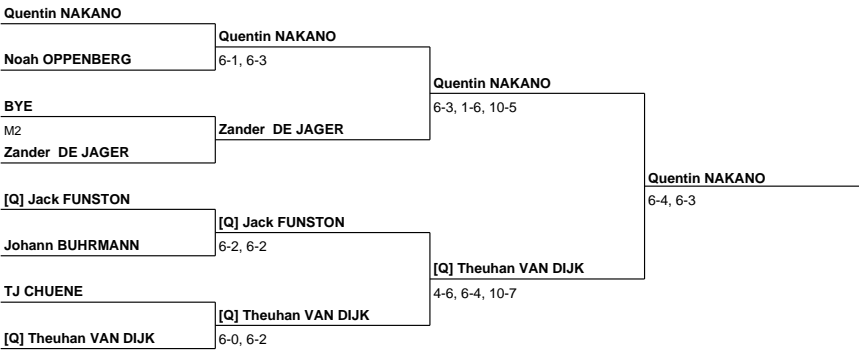 Quentin NAKANO
Quentin NAKANO
Noah OPPENBERG
6-1, 6-3
Quentin NAKANO
BYE
6-3, 1-6, 10-5
M2
Zander  DE JAGER
Zander  DE JAGER
Quentin NAKANO
[Q] Jack FUNSTON
6-4, 6-3
[Q] Jack FUNSTON
Johann BUHRMANN
6-2, 6-2
[Q] Theuhan VAN DIJK
TJ CHUENE
4-6, 6-4, 10-7
[Q] Theuhan VAN DIJK
[Q] Theuhan VAN DIJK
6-0, 6-2